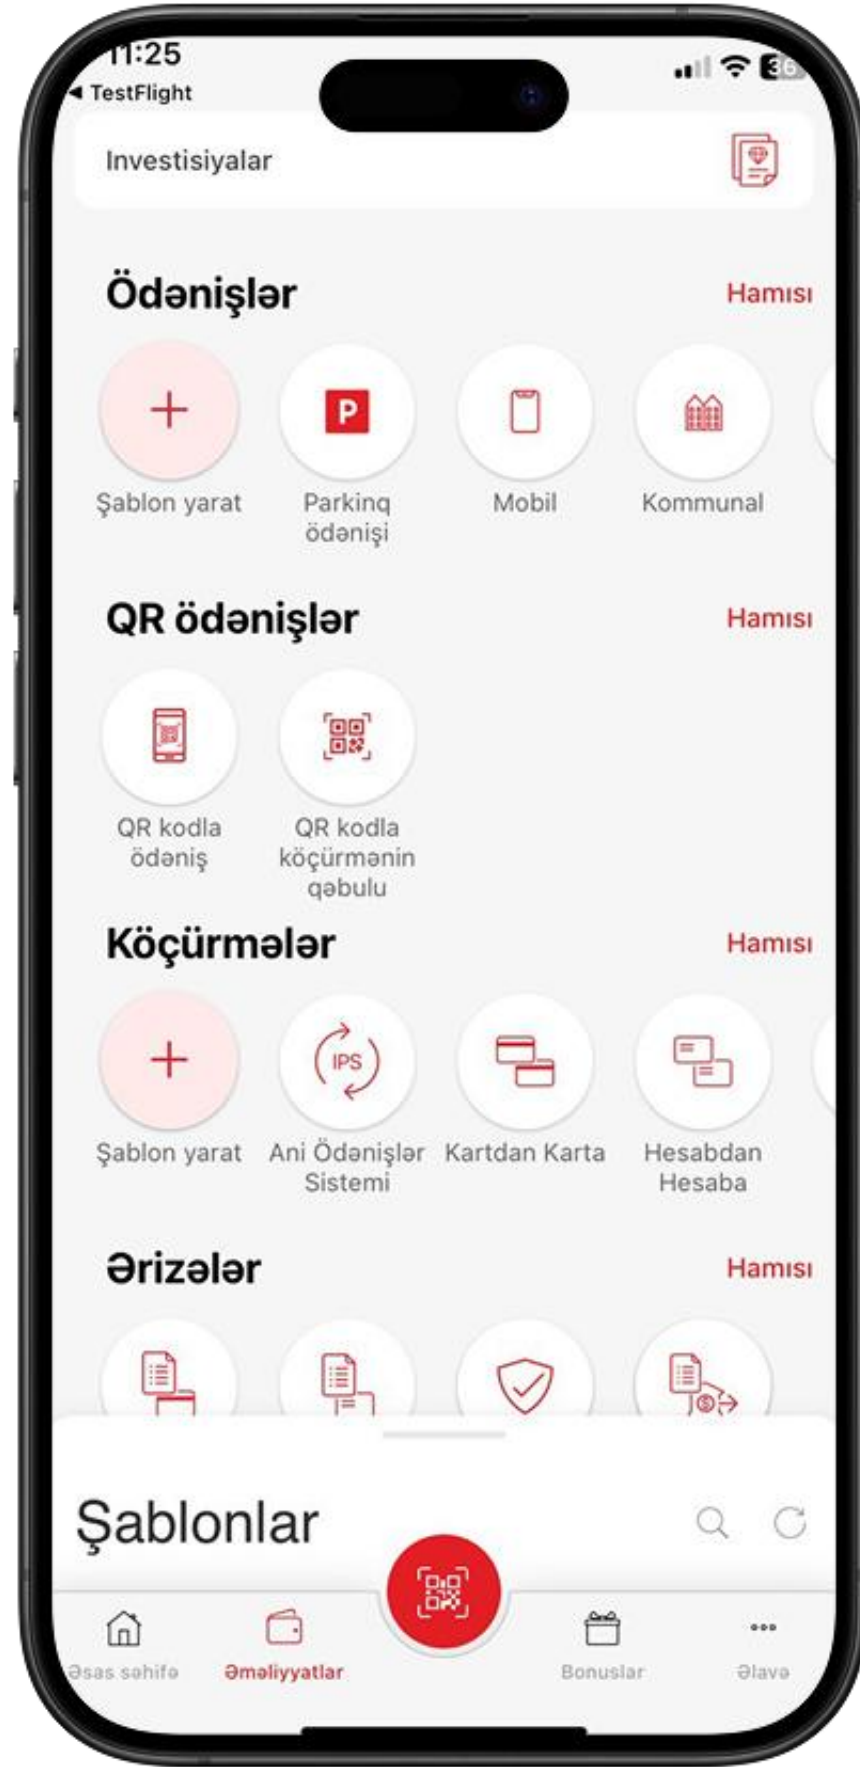 11:25
TestFlight
36
Investisiyalar
Ödənişlər
Hamısı
Şablon yarat
Parkinq ödənişi
P
Mobil
Kommunal
QR ödənişlər
Hamısı
QR kodla ödəniş
QR kodla köçürmənin qəbulu
Köçürmələr
Hamısı
IPS
Şablon yarat
Ani Ödənişlər Sistemi
Kartdan Karta
Hesabdan Hesaba
Ərizələr
Hamısı
Şablonlar
Əsas səhifə
Əməliyyatlar
Bonuslar
Əlavə